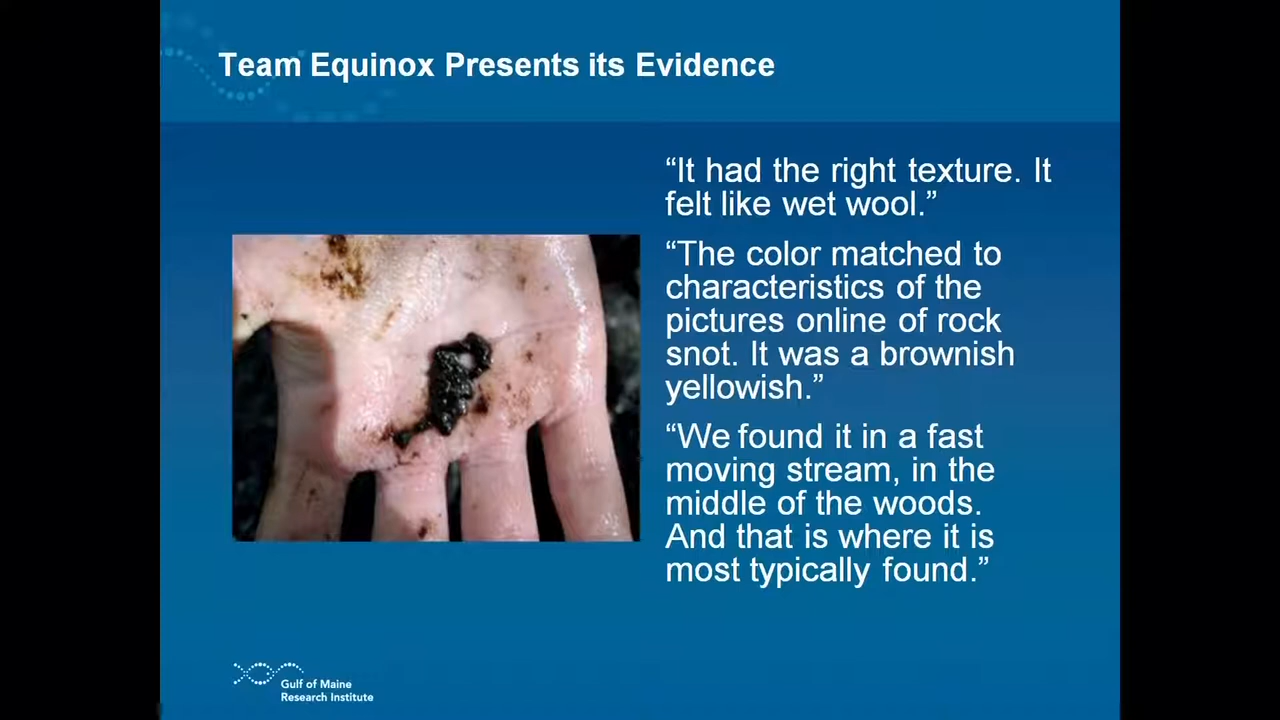 Team Equinox Presents its Evidence
“It had the right texture. It
felt like wet wool.”
“The color matched to
characteristics of the
pictures online of rock
snot. It was a brownish
yellowish.”
“We found it in a fast
moving stream, in the
middle of the woods.
And that is where it is
most typically found.”
Gulf of Maine
Research Institute